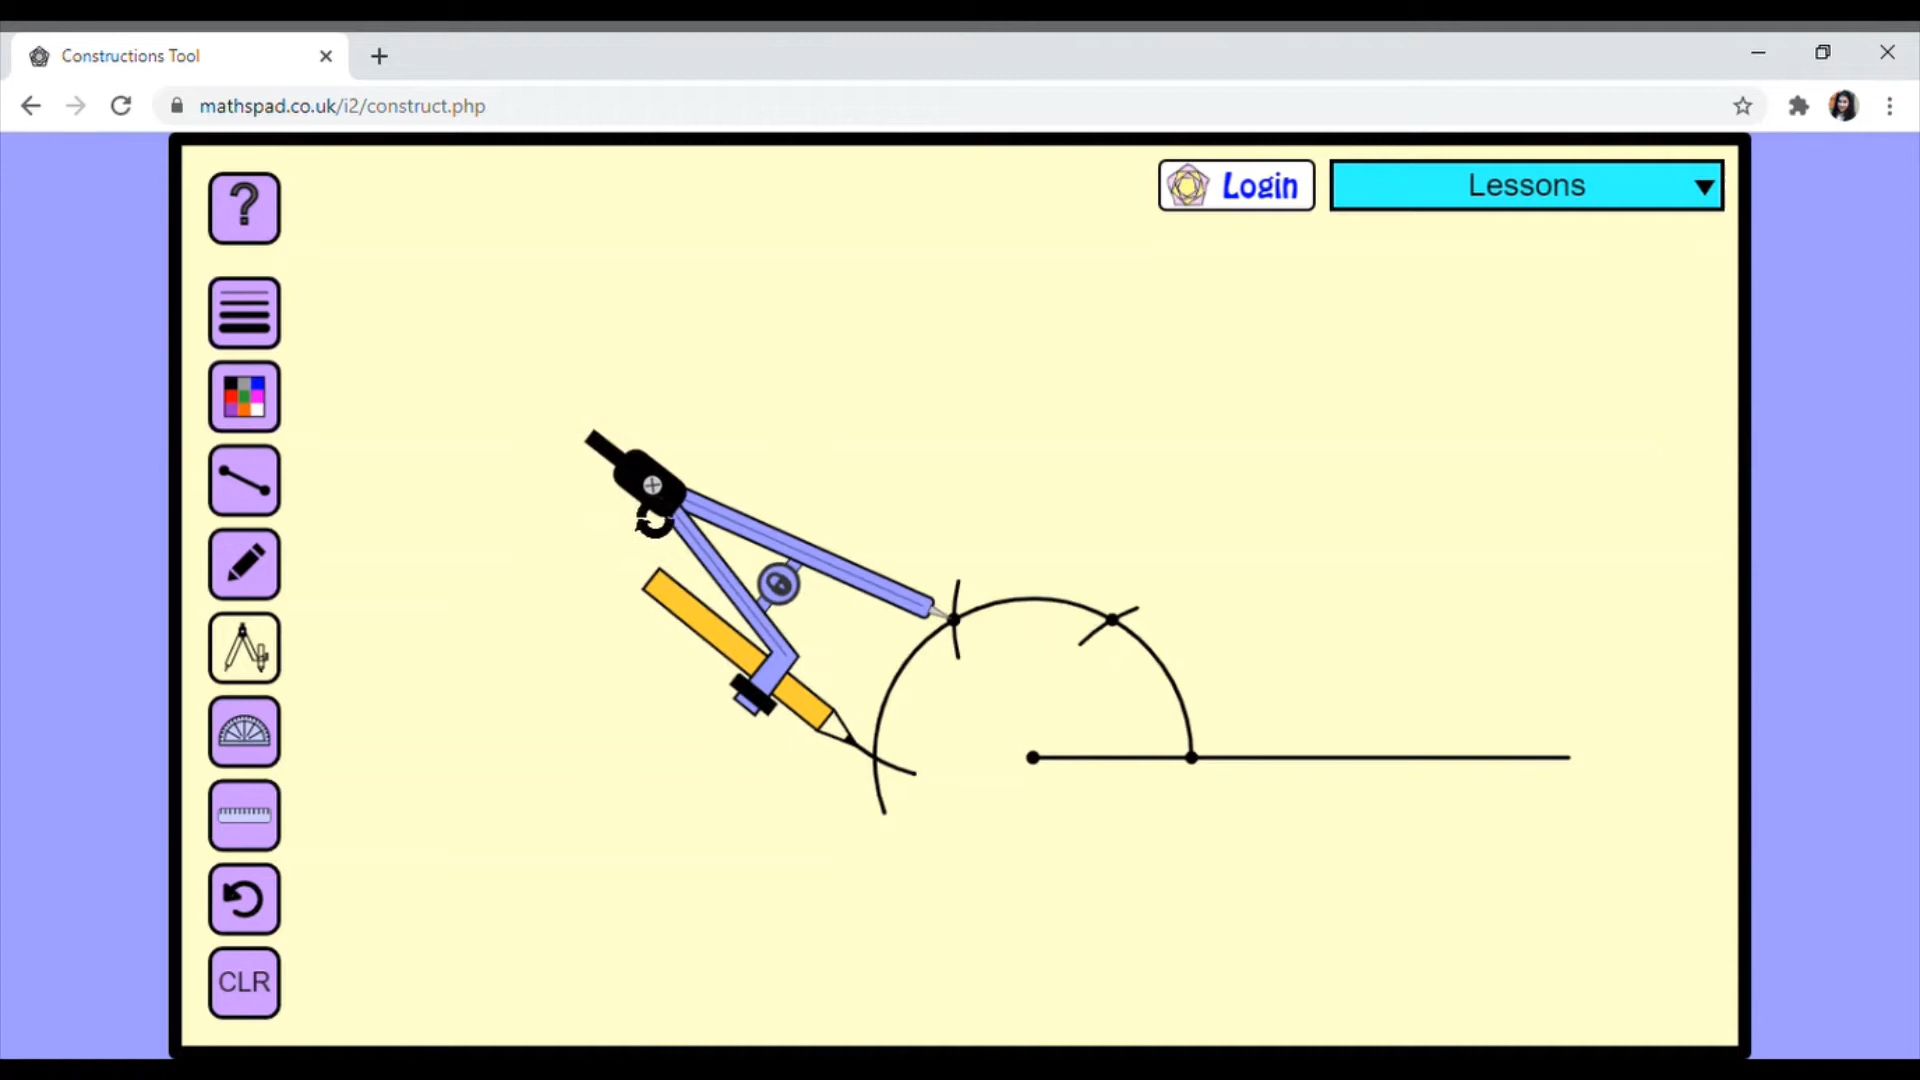 Constructions Tool
mathspad.co.uk/i2/construct.php
Login
Lessons
CLR